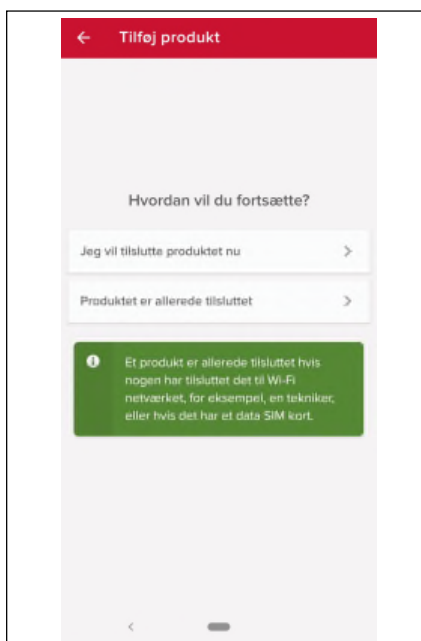 Tilføj produkt
Hvordan vil du fortsætte?
Jeg vil tilslutte produktet nu
Produktet er allerede tilsluttet
Et produkt er allerede tilsluttet hvis
nogen har tilsluttet det til Wi-Fi
netværket, for eksempel, en tekniker,
eller hvis det har et data SIM kort.